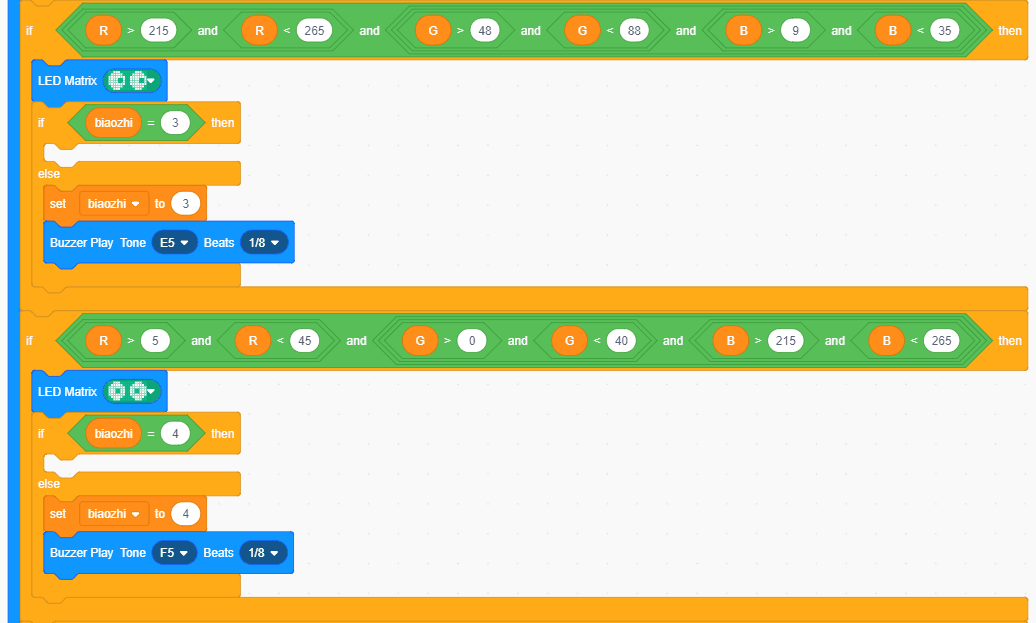 if R > 215 and R < 265 and G > 48 and G < 88 and B > 9 and B < 35 then
LED Matrix
if biaozhi = 3 then
else
set biaozhi to 3
Buzzer Play Tone E5 Beats 1/8
if R > 5 and R < 45 and G > 0 and G < 40 and B > 215 and B < 265 then
LED Matrix
if biaozhi = 4 then
else
set biaozhi to 4
Buzzer Play Tone F5 Beats 1/8